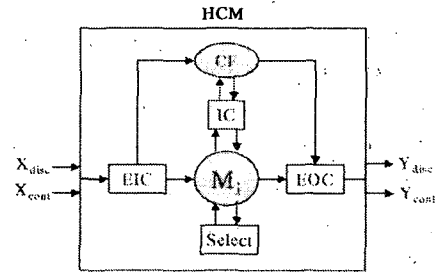 HCM
CF
IC
X_disc
Y_disc
EIC
M_i
EOC
X_cont
Y_cont
Select